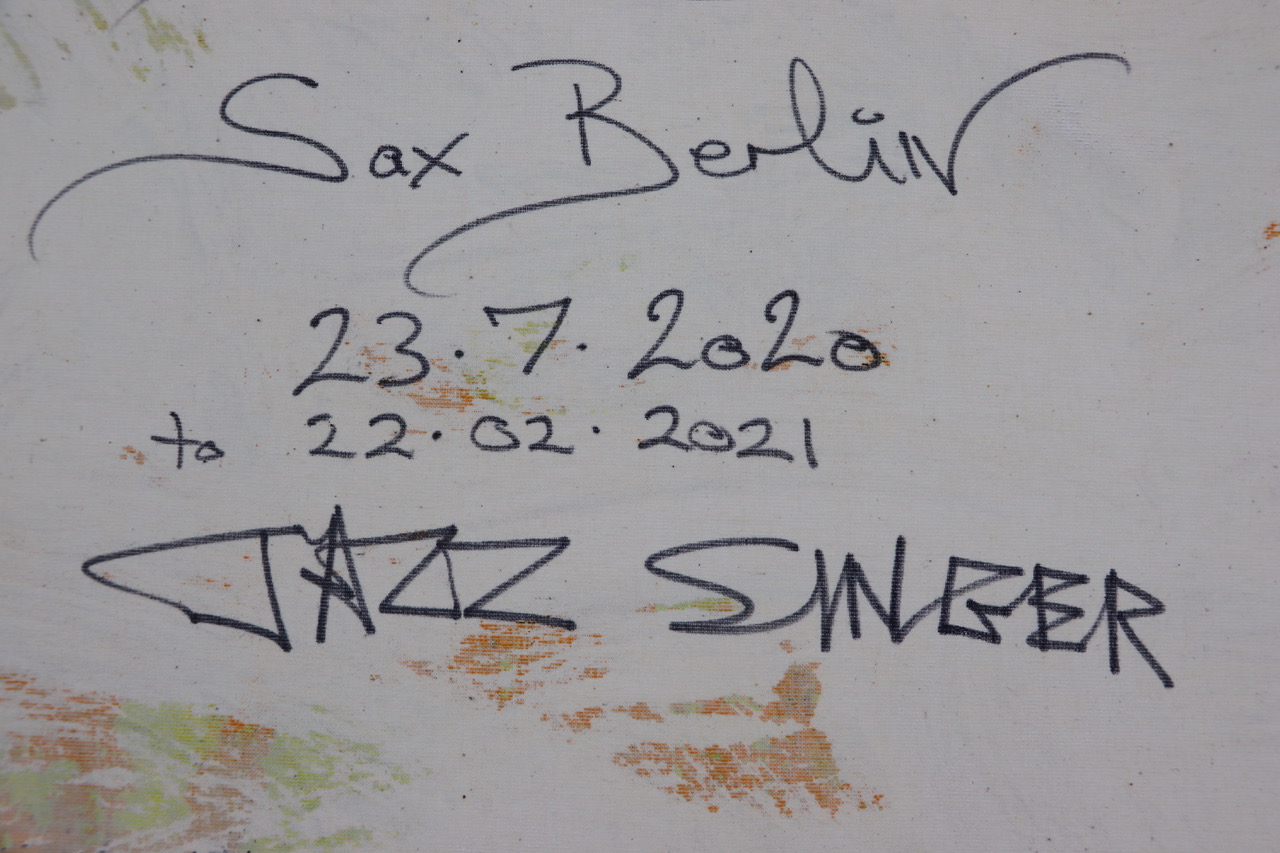 Sax Berlin
23.7.2020
to 22.02.2021
JAZZ SINGER